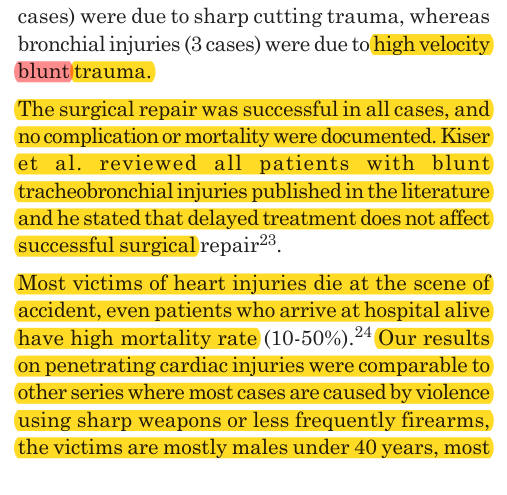 cases) were due to sharp cutting trauma, whereas
bronchial injuries (3 cases) were due to high velocity
blunt trauma.
The surgical repair was successful in all cases, and
no complication or mortality were documented. Kiser
et al. reviewed all patients with blunt
tracheobronchial injuries published in the literature
and he stated that delayed treatment does not affect
successful surgical repair²³.
Most victims of heart injuries die at the scene of
accident, even patients who arrive at hospital alive
have high mortality rate (10-50%).²⁴ Our results
on penetrating cardiac injuries were comparable to
other series where most cases are caused by violence
using sharp weapons or less frequently firearms,
the victims are mostly males under 40 years, most